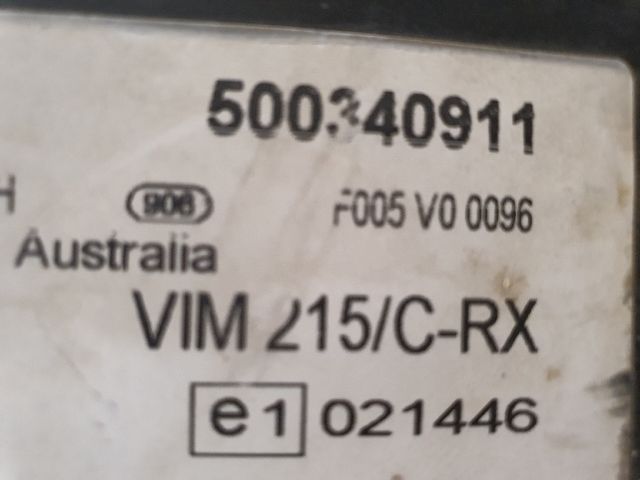 500340911
H 906 F005 V0 0096
Australia
VIM 215/C-RX
e1 021446